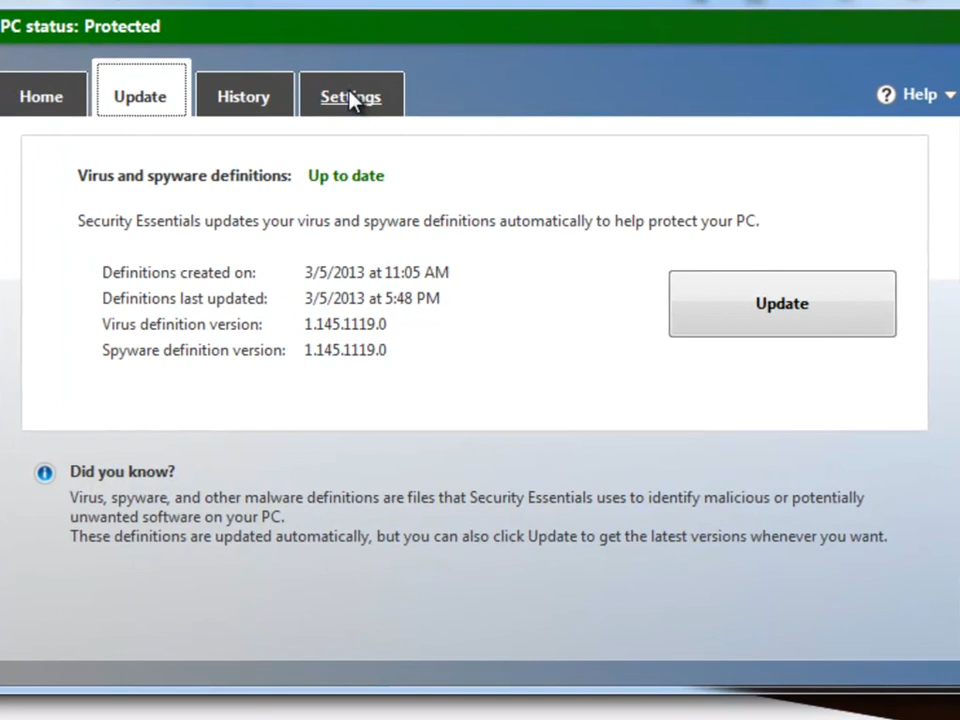 PC status: Protected
Home Update History Settings Help
Virus and spyware definitions: Up to date
Security Essentials updates your virus and spyware definitions automatically to help protect your PC.
Definitions created on: 3/5/2013 at 11:05 AM
Definitions last updated: 3/5/2013 at 5:48 PM
Virus definition version: 1.145.1119.0
Spyware definition version: 1.145.1119.0
Update
Did you know?
Virus, spyware, and other malware definitions are files that Security Essentials uses to identify malicious or potentially
unwanted software on your PC.
These definitions are updated automatically, but you can also click Update to get the latest versions whenever you want.